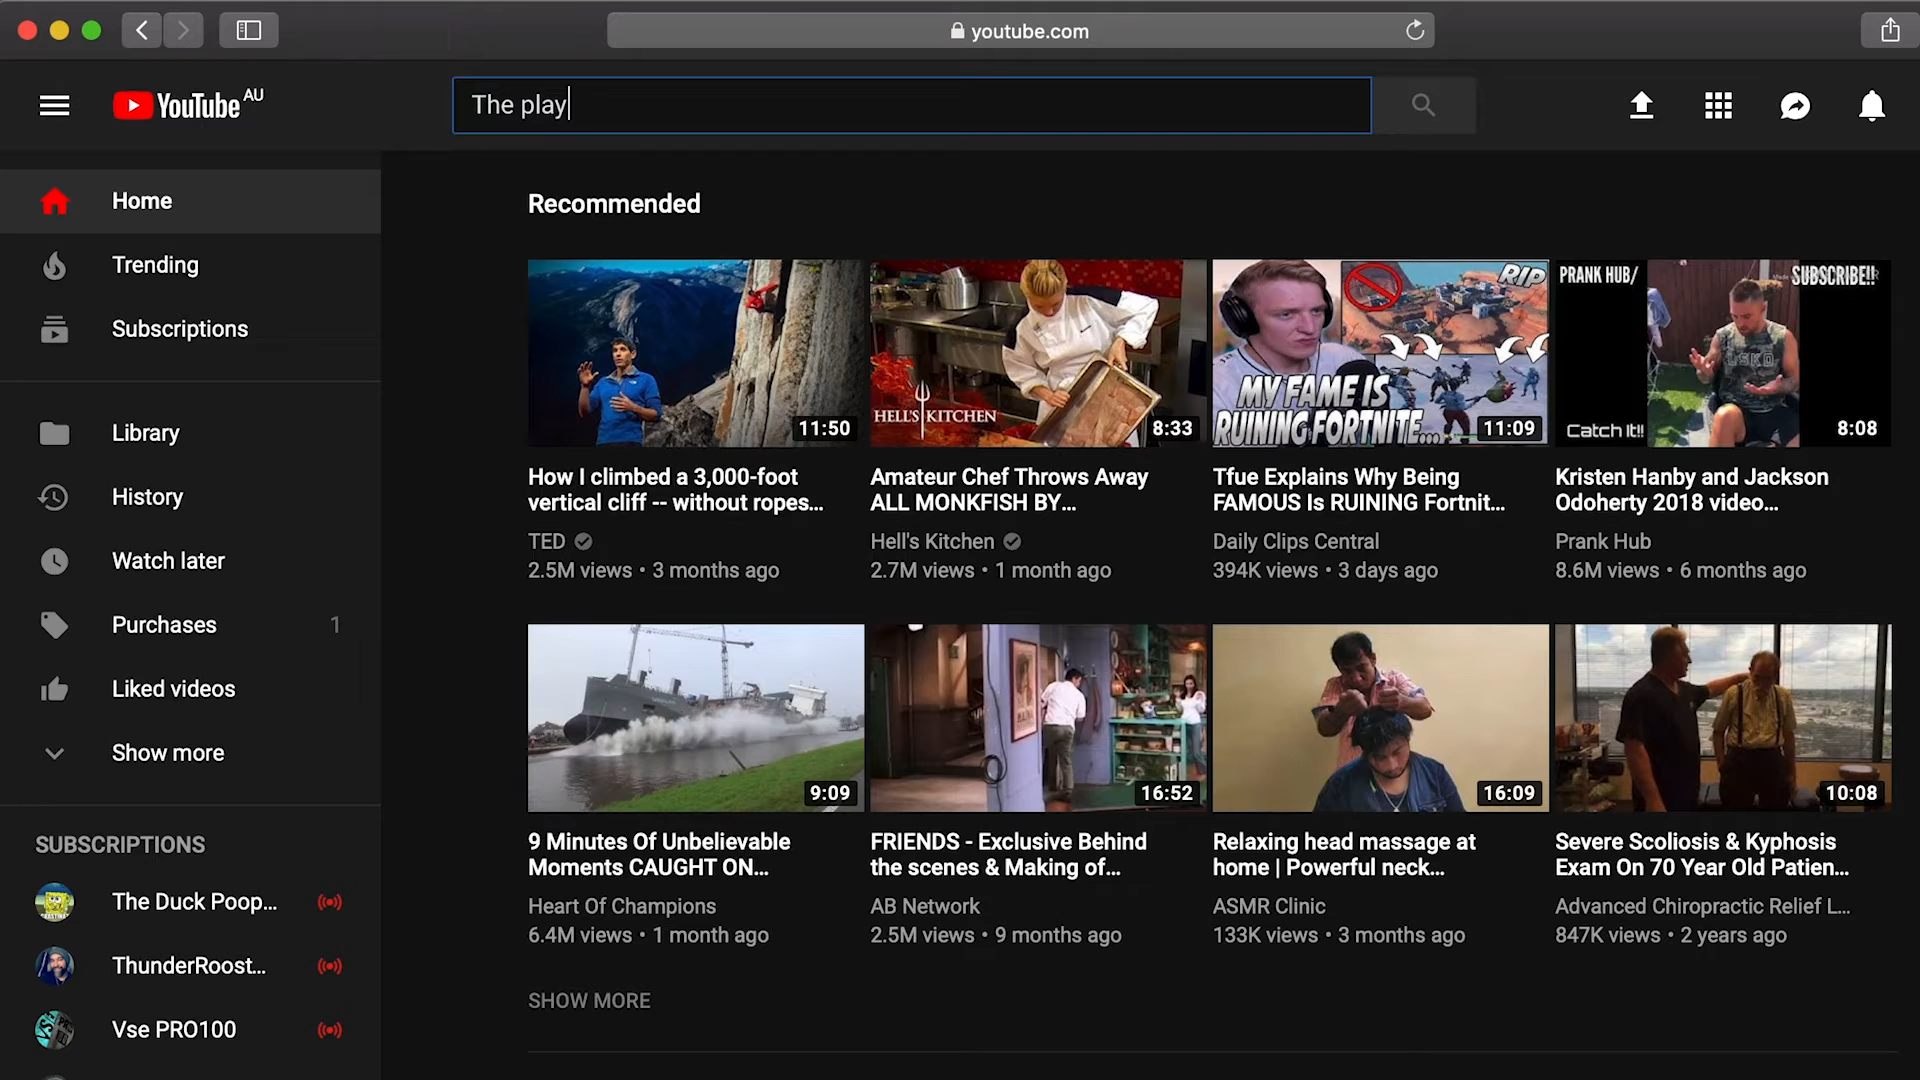 youtube.com
YouTube AU
The play
Home
Trending
Subscriptions
Library
History
Watch later
Purchases 1
Liked videos
Show more
SUBSCRIPTIONS
The Duck Poop...
ThunderRoost...
Vse PRO100
Recommended
11:50
HELL'S KITCHEN
8:33
RIP
MY FAME IS
RUINING FORTNITE...
11:09
PRANK HUB/
SUBSCRIBE!!
Catch It!!
8:08
How I climbed a 3,000-foot
vertical cliff -- without ropes...
TED
2.5M views • 3 months ago
Amateur Chef Throws Away
ALL MONKFISH BY...
Hell's Kitchen
2.7M views • 1 month ago
Tfue Explains Why Being
FAMOUS Is RUINING Fortnit...
Daily Clips Central
394K views • 3 days ago
Kristen Hanby and Jackson
Odoherty 2018 video...
Prank Hub
8.6M views • 6 months ago
9:09
16:52
16:09
10:08
9 Minutes Of Unbelievable
Moments CAUGHT ON...
Heart Of Champions
6.4M views • 1 month ago
FRIENDS - Exclusive Behind
the scenes & Making of...
AB Network
2.5M views • 9 months ago
Relaxing head massage at
home | Powerful neck...
ASMR Clinic
133K views • 3 months ago
Severe Scoliosis & Kyphosis
Exam On 70 Year Old Patien...
Advanced Chiropractic Relief L...
847K views • 2 years ago
SHOW MORE